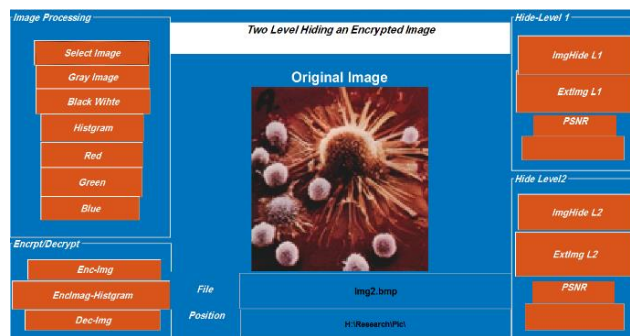 Image Processing
Select Image
Gray Image
Black Wihte
Histgram
Red
Green
Blue
Encrpt/Decrypt
Enc-Img
EncImag-Histgram
Dec-Img
Two Level Hiding an Encrypted Image
Original Image
File
Img2.bmp
Position
H:\Research\Pic\
Hide-Level 1
ImgHide L1
ExtImg L1
PSNR
Hide Level2
ImgHide L2
ExtImg L2
PSNR